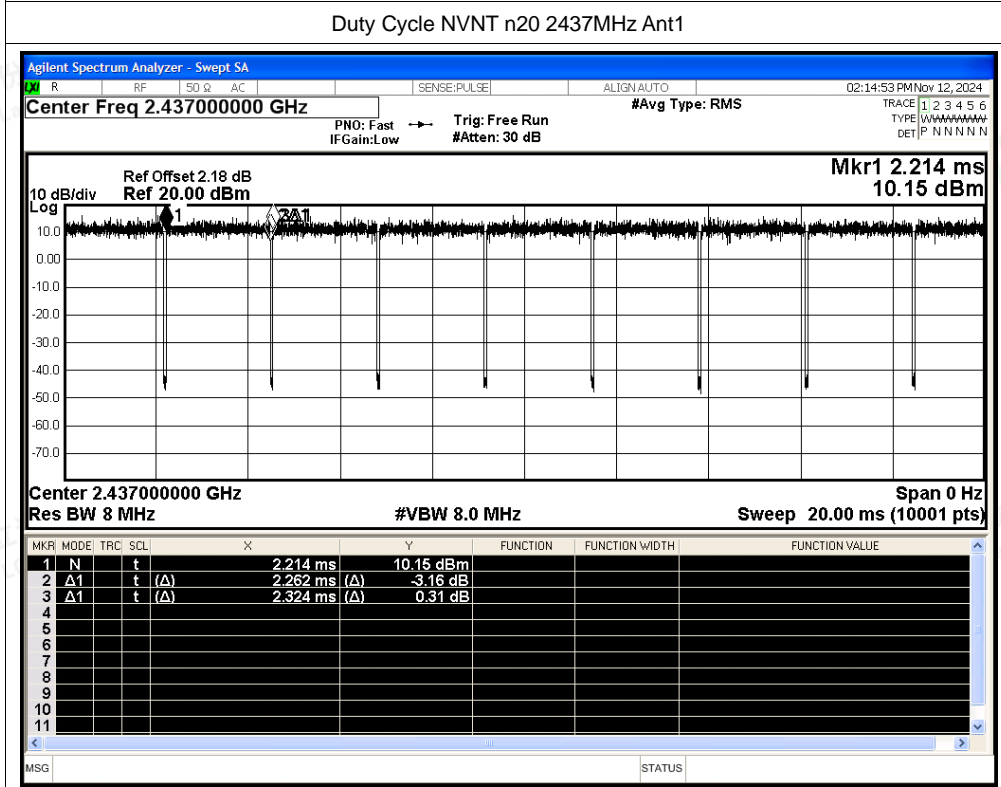 Duty Cycle NVNT n20 2437MHz Ant1
Agilent Spectrum Analyzer - Swept SA
LXI R RF 50 Ω AC SENSE:PULSE ALIGN AUTO 02:14:53 PM Nov 12, 2024
Center Freq 2.437000000 GHz #Avg Type: RMS TRACE 1 2 3 4 5 6
PNO: Fast Trig: Free Run TYPE WWWWWW
IFGain:Low #Atten: 30 dB DET P N N N N N
Mkr1 2.214 ms
Ref Offset 2.18 dB
10 dB/div Ref 20.00 dBm 10.15 dBm
Log
1 3Δ1
10.0
0.00
-10.0
-20.0
-30.0
-40.0
-50.0
-60.0
-70.0
Center 2.437000000 GHz Span 0 Hz
Res BW 8 MHz #VBW 8.0 MHz Sweep 20.00 ms (10001 pts)
MKR MODE TRC SCL X Y FUNCTION FUNCTION WIDTH FUNCTION VALUE
1 N t 2.214 ms 10.15 dBm
2 Δ1 t (Δ) 2.262 ms (Δ) -3.16 dB
3 Δ1 t (Δ) 2.324 ms (Δ) 0.31 dB
4
5
6
7
8
9
10
11
MSG STATUS